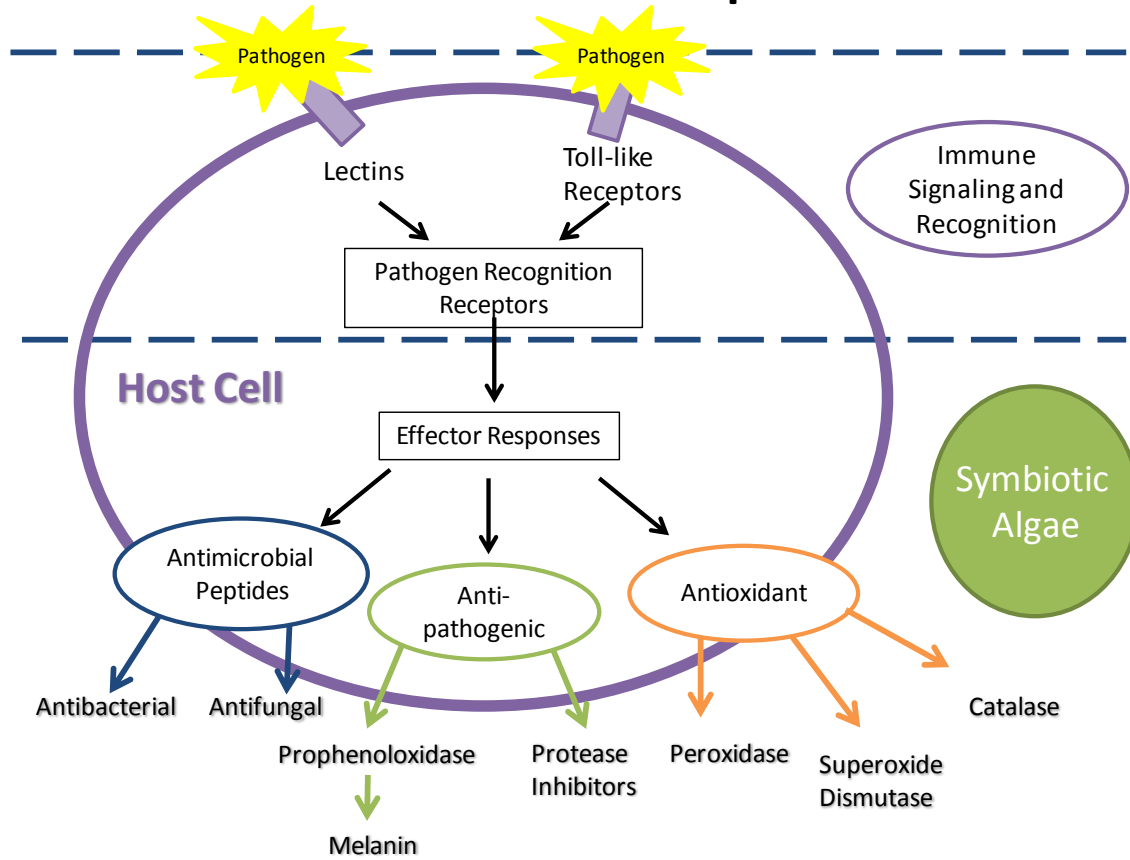 Pathogen
Pathogen
Lectins
Toll-like
Receptors
Immune
Signaling and
Recognition
Pathogen Recognition
Receptors
Host Cell
Effector Responses
Symbiotic
Algae
Antimicrobial
Peptides
Anti-
pathogenic
Antioxidant
Antibacterial
Antifungal
Catalase
Prophenoloxidase
Protease
Inhibitors
Peroxidase
Superoxide
Dismutase
Melanin